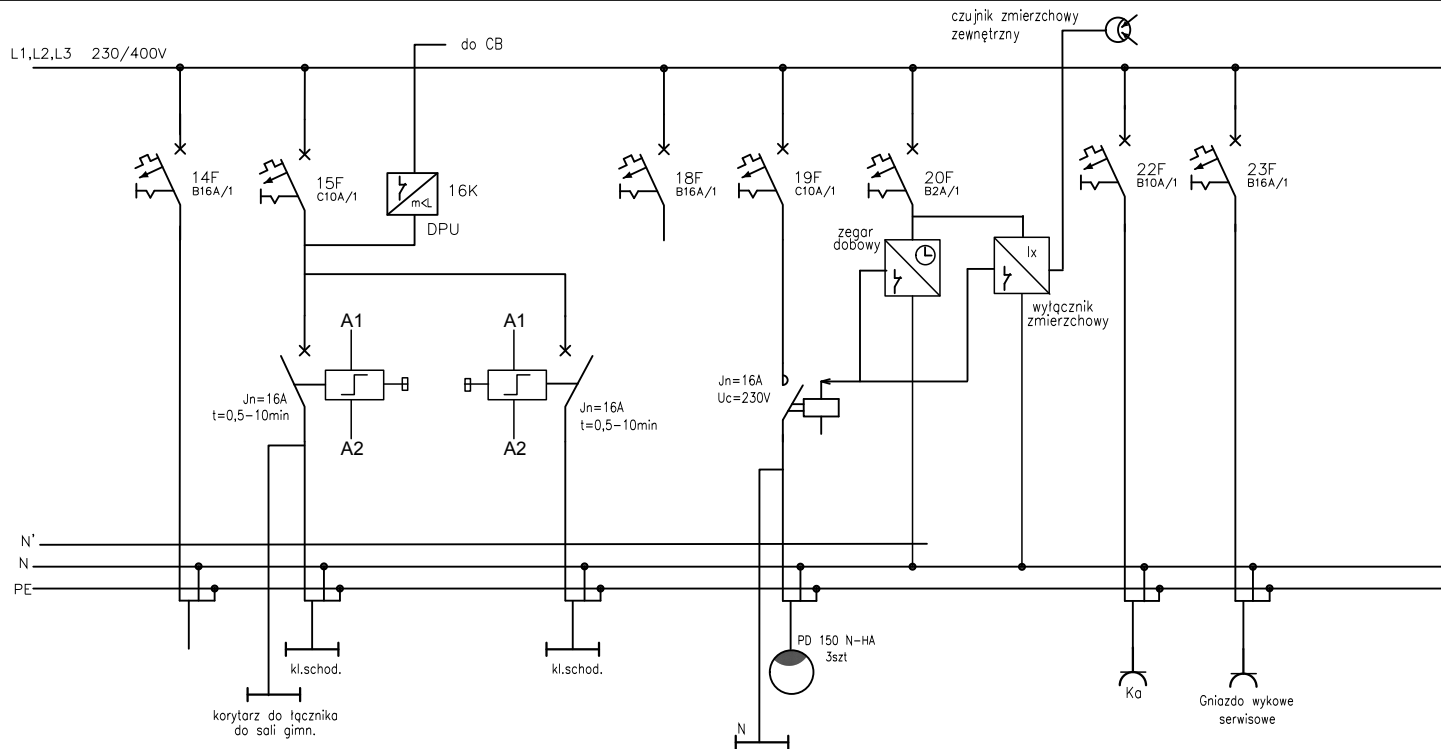 czujnik zmierzchowy
zewnętrzny
do CB
L1,L2,L3 230/400V
14F
B16A/1
15F
C10A/1
16K
m<L
DPU
18F
B16A/1
19F
C10A/1
20F
B2A/1
22F
B10A/1
23F
B16A/1
zegar
dobowy
lx
wyłącznik
zmierzchowy
A1
A1
Jn=16A
t=0,5-10min
Jn=16A
t=0,5-10min
Jn=16A
Uc=230V
A2
A2
N'
N
PE
kl.schod.
kl.schod.
PD 150 N-HA
3szt
korytarz do łącznika
do sali gimn.
N
Ka
Gniazdo wykowe
serwisowe